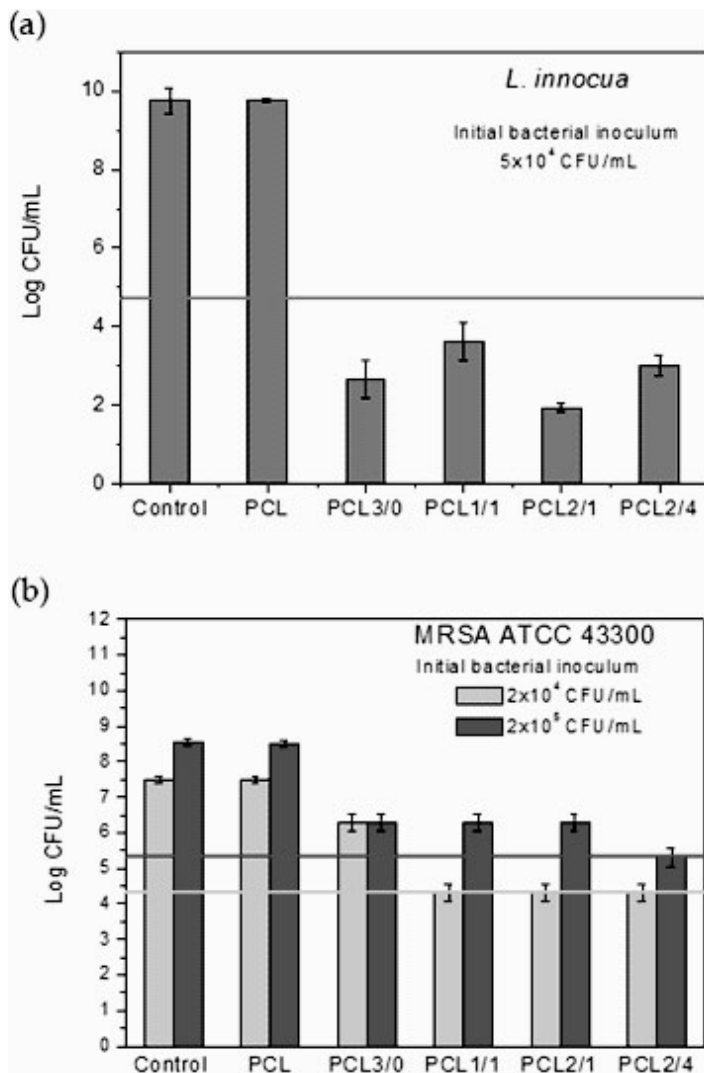 (a)
L. innocua
Initial bacterial inoculum
5x10⁴ CFU/mL
Log CFU/mL
10
8
6
4
2
0
Control PCL PCL3/0 PCL1/1 PCL2/1 PCL2/4
(b)
MRSA ATCC 43300
Initial bacterial inoculum
2x10⁴ CFU/mL
2x10⁵ CFU/mL
Log CFU/mL
12
11
10
9
8
7
6
5
4
3
2
1
0
Control PCL PCL3/0 PCL1/1 PCL2/1 PCL2/4